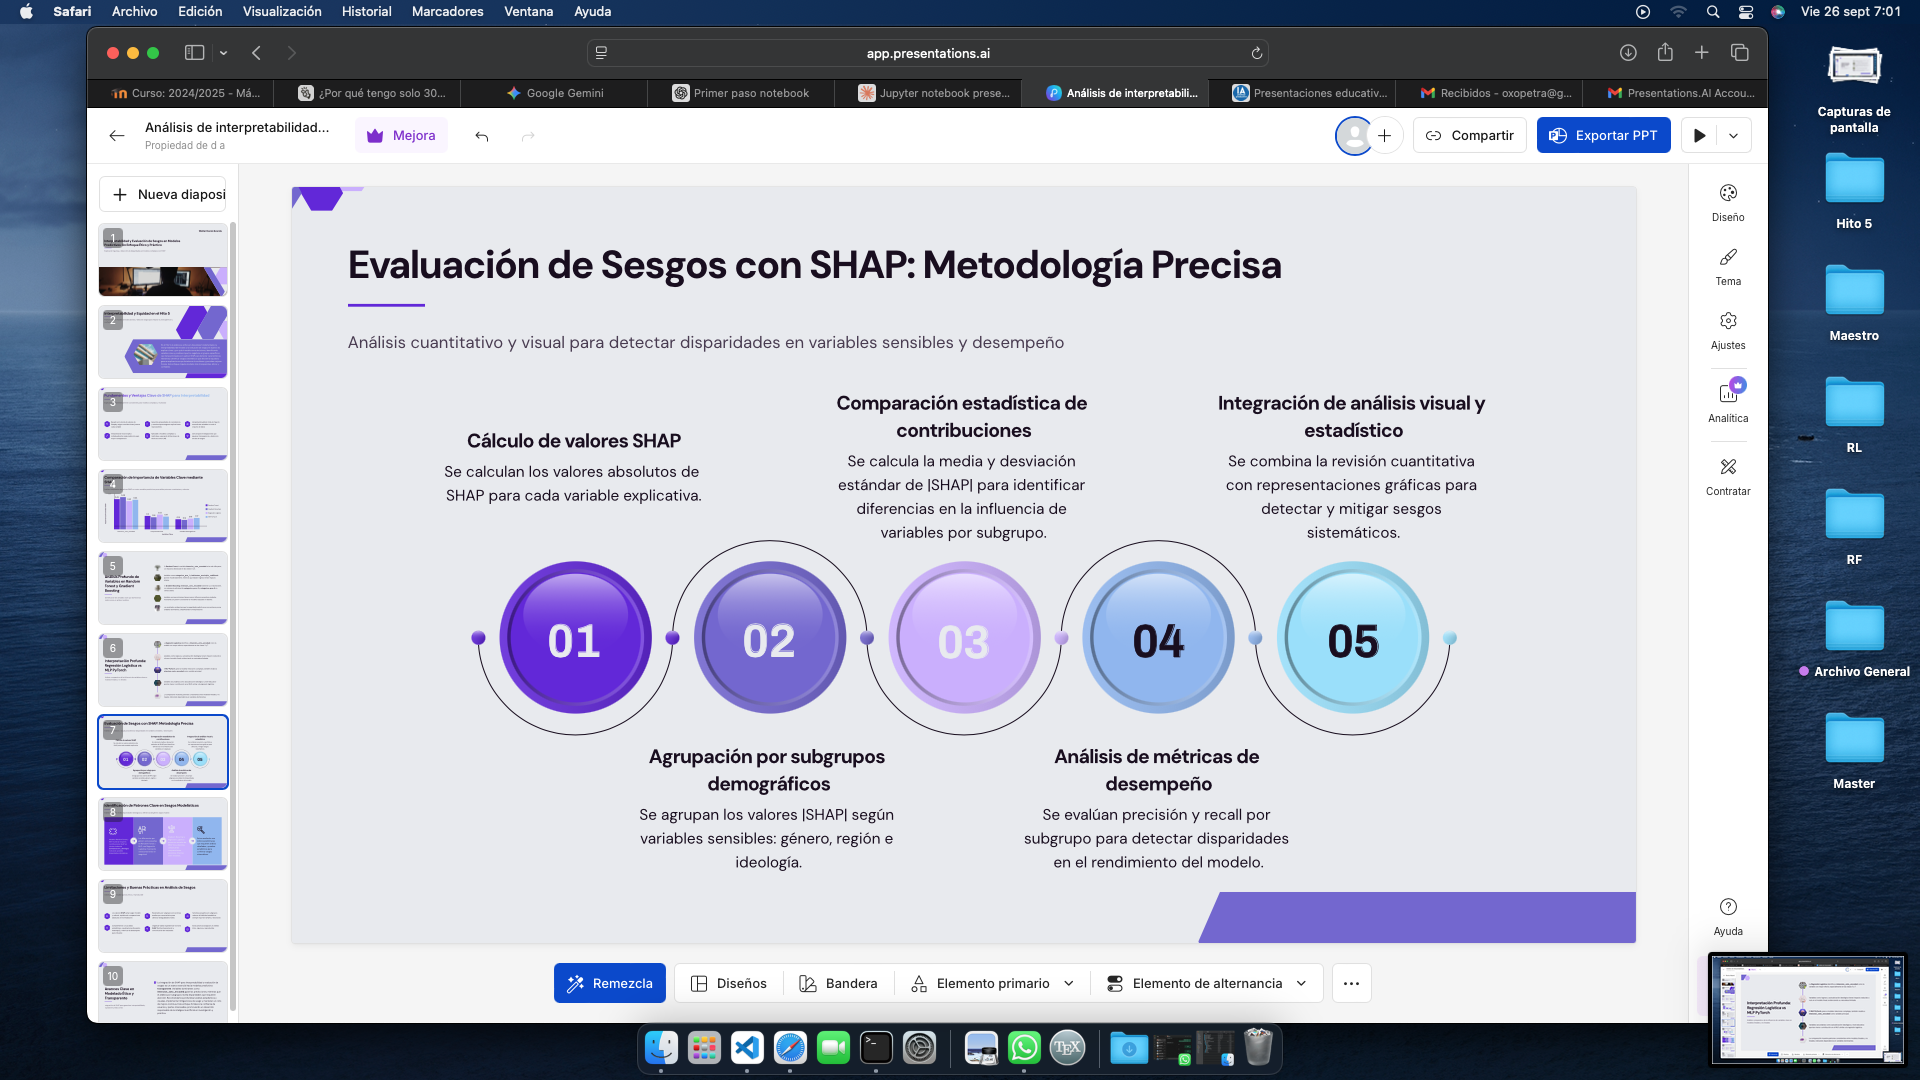 Safari Archivo Edición Visualización Historial Marcadores Ventana Ayuda
Vie 26 sept 7:01
app.presentations.ai
Curso: 2024/2025 - Má...
¿Por qué tengo solo 30...
Google Gemini
Primer paso notebook
Jupyter notebook prese...
Análisis de interpretabili...
Presentaciones educativ...
Recibidos - oxopetra@g...
Presentations.AI Accou...
Análisis de interpretabilidad...
Propiedad de d a
Mejora
Compartir
Exportar PPT
Nueva diaposi
1
2
Interpretabilidad y Equidad en el Hito 5
3
4
5
6
7
8
9
10
Evaluación de Sesgos con SHAP: Metodología Precisa
Análisis cuantitativo y visual para detectar disparidades en variables sensibles y desempeño
Cálculo de valores SHAP
Se calculan los valores absolutos de
SHAP para cada variable explicativa.
Comparación estadística de
contribuciones
Se calcula la media y desviación
estándar de |SHAP| para identificar
diferencias en la influencia de
variables por subgrupo.
Integración de análisis visual y
estadístico
Se combina la revisión cuantitativa
con representaciones gráficas para
detectar y mitigar sesgos
sistemáticos.
01
02
03
04
05
Agrupación por subgrupos
demográficos
Se agrupan los valores |SHAP| según
variables sensibles: género, región e
ideología.
Análisis de métricas de
desempeño
Se evalúan precisión y recall por
subgrupo para detectar disparidades
en el rendimiento del modelo.
Diseño
Tema
Ajustes
Analítica
Contratar
Ayuda
Remezcla
Diseños
Bandera
Elemento primario
Elemento de alternancia
Capturas de
pantalla
Hito 5
Maestro
RL
RF
Archivo General
Master
TEX